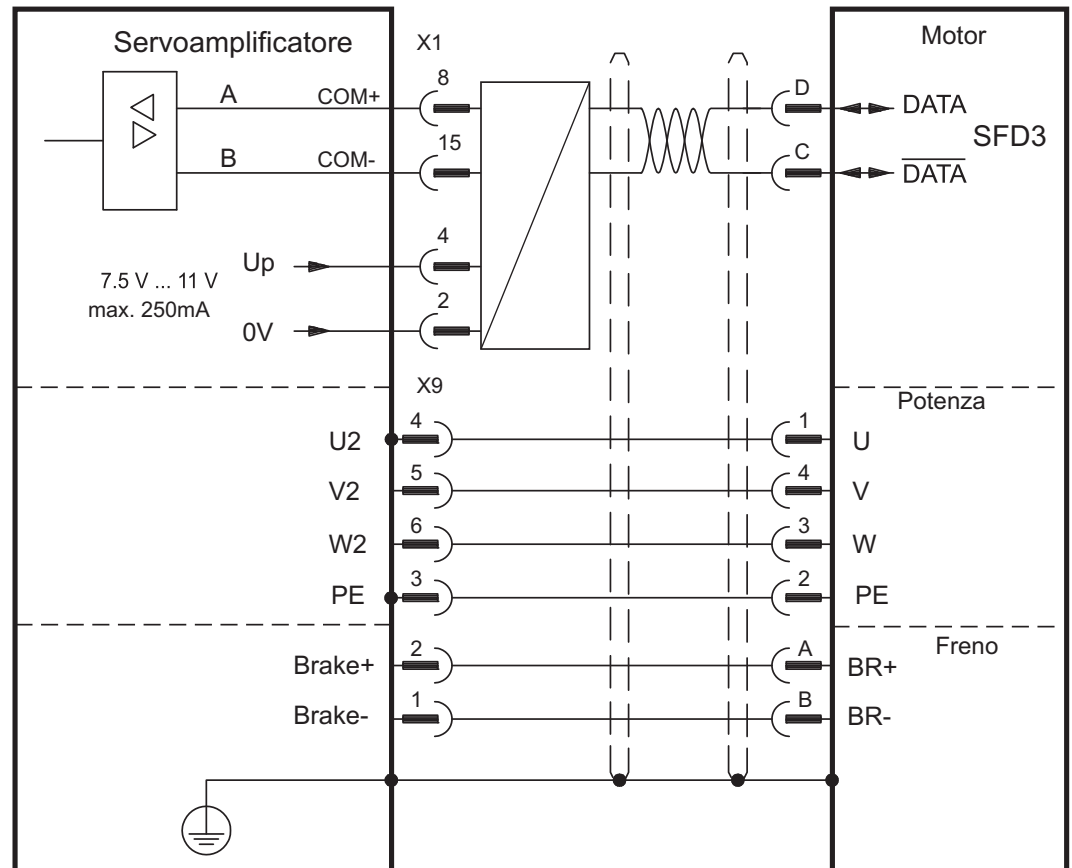 Servoamplificatore
X1
Motor
A
COM+
8
D
DATA
SFD3
B
COM-
15
C
DATA
Up
4
7.5 V ... 11 V
max. 250mA
0V
2
X9
Potenza
U2
4
1
U
V2
5
4
V
W2
6
3
W
PE
3
2
PE
Freno
Brake+
2
A
BR+
Brake-
1
B
BR-